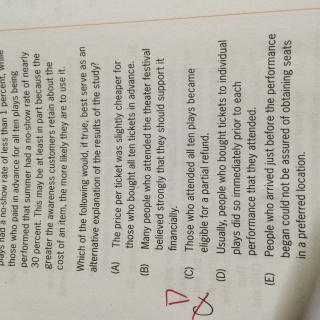 plays had a no-show rate of less than 1 percent, while
those who paid in advance for all ten plays being
performed that summer had a no-show rate of nearly
30 percent. This may be at least in part because the
greater the awareness customers retain about the
cost of an item, the more likely they are to use it.
Which of the following would, if true, best serve as an
alternative explanation of the results of the study?
(A) The price per ticket was slightly cheaper for
those who bought all ten tickets in advance.
(B) Many people who attended the theater festival
believed strongly that they should support it
financially.
(C) Those who attended all ten plays became
eligible for a partial refund.
(D) Usually, people who bought tickets to individual
plays did so immediately prior to each
performance that they attended.
(E) People who arrived just before the performance
began could not be assured of obtaining seats
in a preferred location.
D